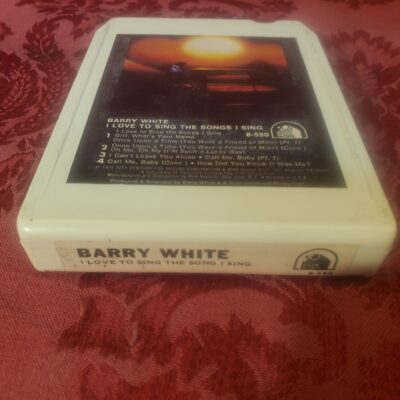 BARRY WHITE
I LOVE TO SING THE SONGS I SING 8-590
I Love to Sing the Songs I Sing
1 Girl, What's Your Name
Once Upon a Time (You Were a Friend of Mine) (Pt. 1)
2 Once Upon a Time (You Were a Friend of Mine) (Conc.)
Oh Me, Oh My (I'm Such a Lucky Guy)
3 I Can't Leave You Alone • Call Me, Baby (Pt. 1)
4 Call Me, Baby (Conc.) • How Did You Know It Was Me?
BARRY WHITE
I LOVE TO SING THE SONG I SING
8-590